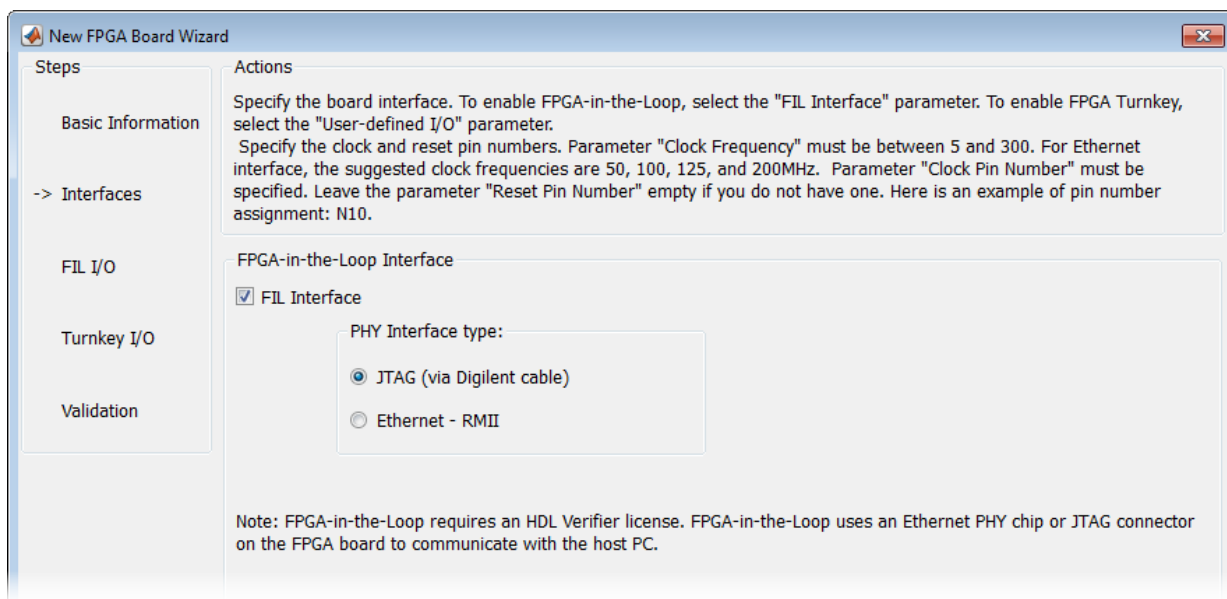 New FPGA Board Wizard
Steps
Basic Information
-> Interfaces
FIL I/O
Turnkey I/O
Validation
Actions
Specify the board interface. To enable FPGA-in-the-Loop, select the "FIL Interface" parameter. To enable FPGA Turnkey,
select the "User-defined I/O" parameter.
Specify the clock and reset pin numbers. Parameter "Clock Frequency" must be between 5 and 300. For Ethernet
interface, the suggested clock frequencies are 50, 100, 125, and 200MHz.  Parameter "Clock Pin Number" must be
specified. Leave the parameter "Reset Pin Number" empty if you do not have one. Here is an example of pin number
assignment: N10.
FPGA-in-the-Loop Interface
FIL Interface
PHY Interface type:
JTAG (via Digilent cable)
Ethernet - RMII
Note: FPGA-in-the-Loop requires an HDL Verifier license. FPGA-in-the-Loop uses an Ethernet PHY chip or JTAG connector
on the FPGA board to communicate with the host PC.